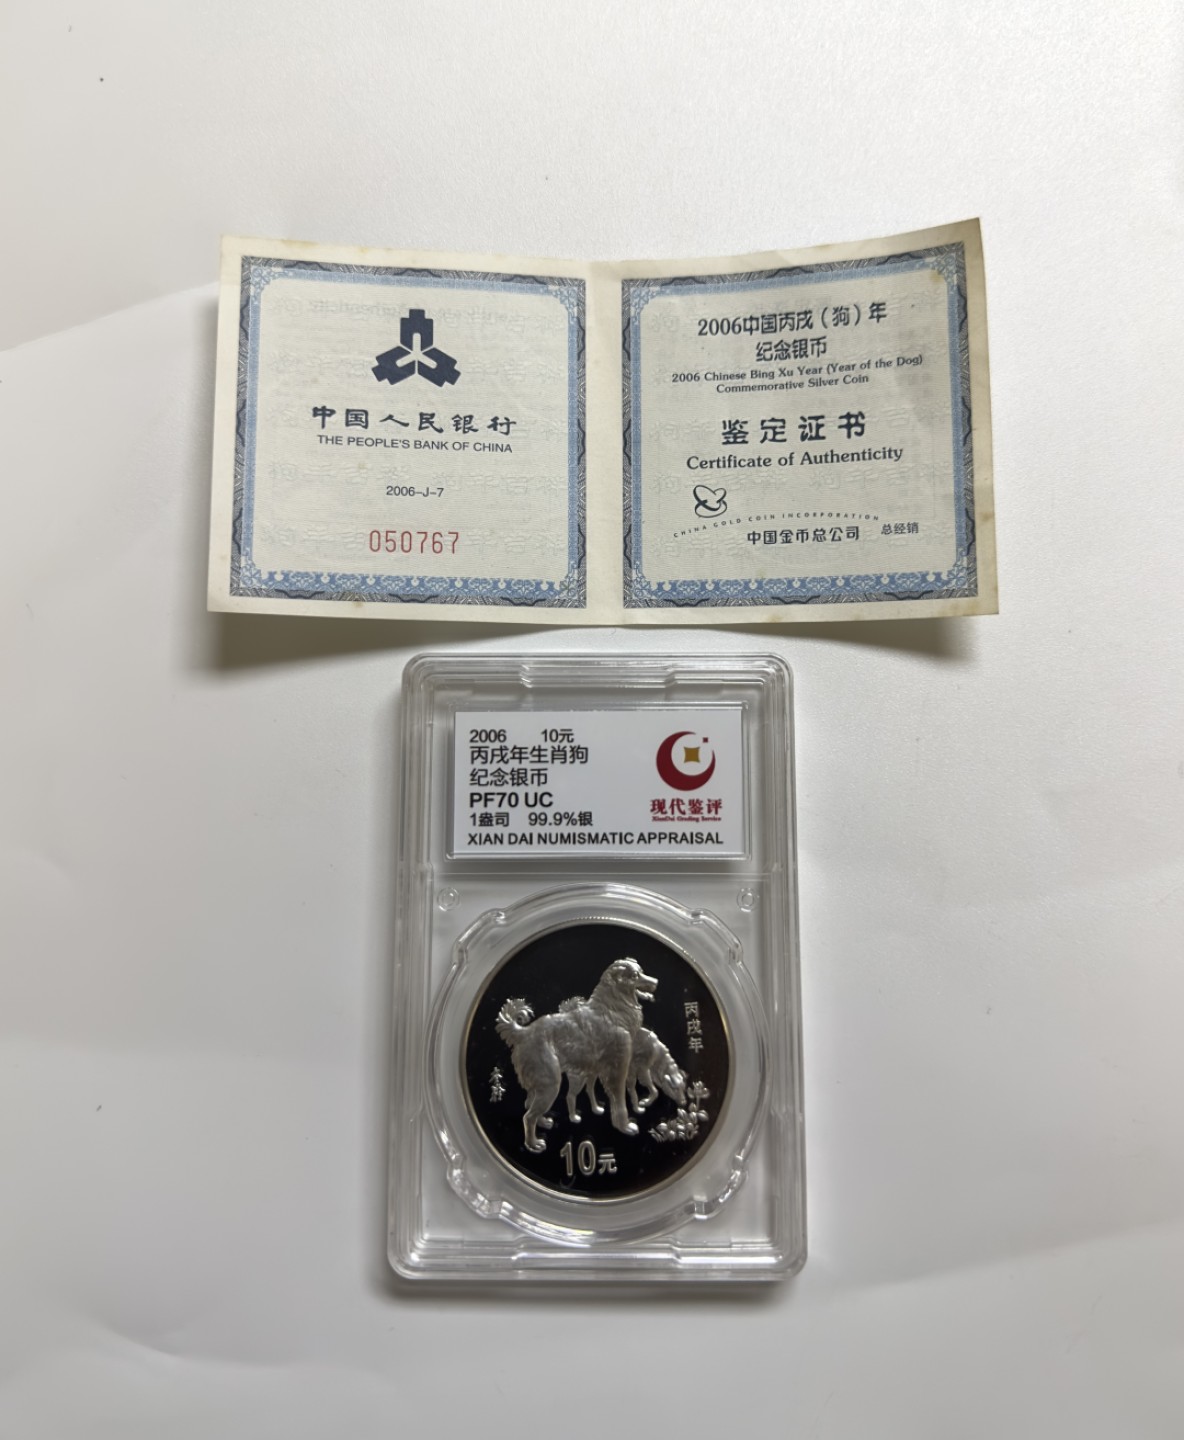 中国人民银行
THE PEOPLE'S BANK OF CHINA
2006-J-7
050767
2006中国丙戌（狗）年
纪念银币
2006 Chinese Bing Xu Year (Year of the Dog)
Commemorative Silver Coin
鉴定证书
Certificate of Authenticity
CHINA GOLD COIN INCORPORATION
中国金币总公司 总经销
2006 10元
丙戌年生肖狗
纪念银币
PF70 UC
1盎司 99.9%银
XIAN DAI NUMISMATIC APPRAISAL
现代鉴评
XianDai Grading Service
丙戌年
10元